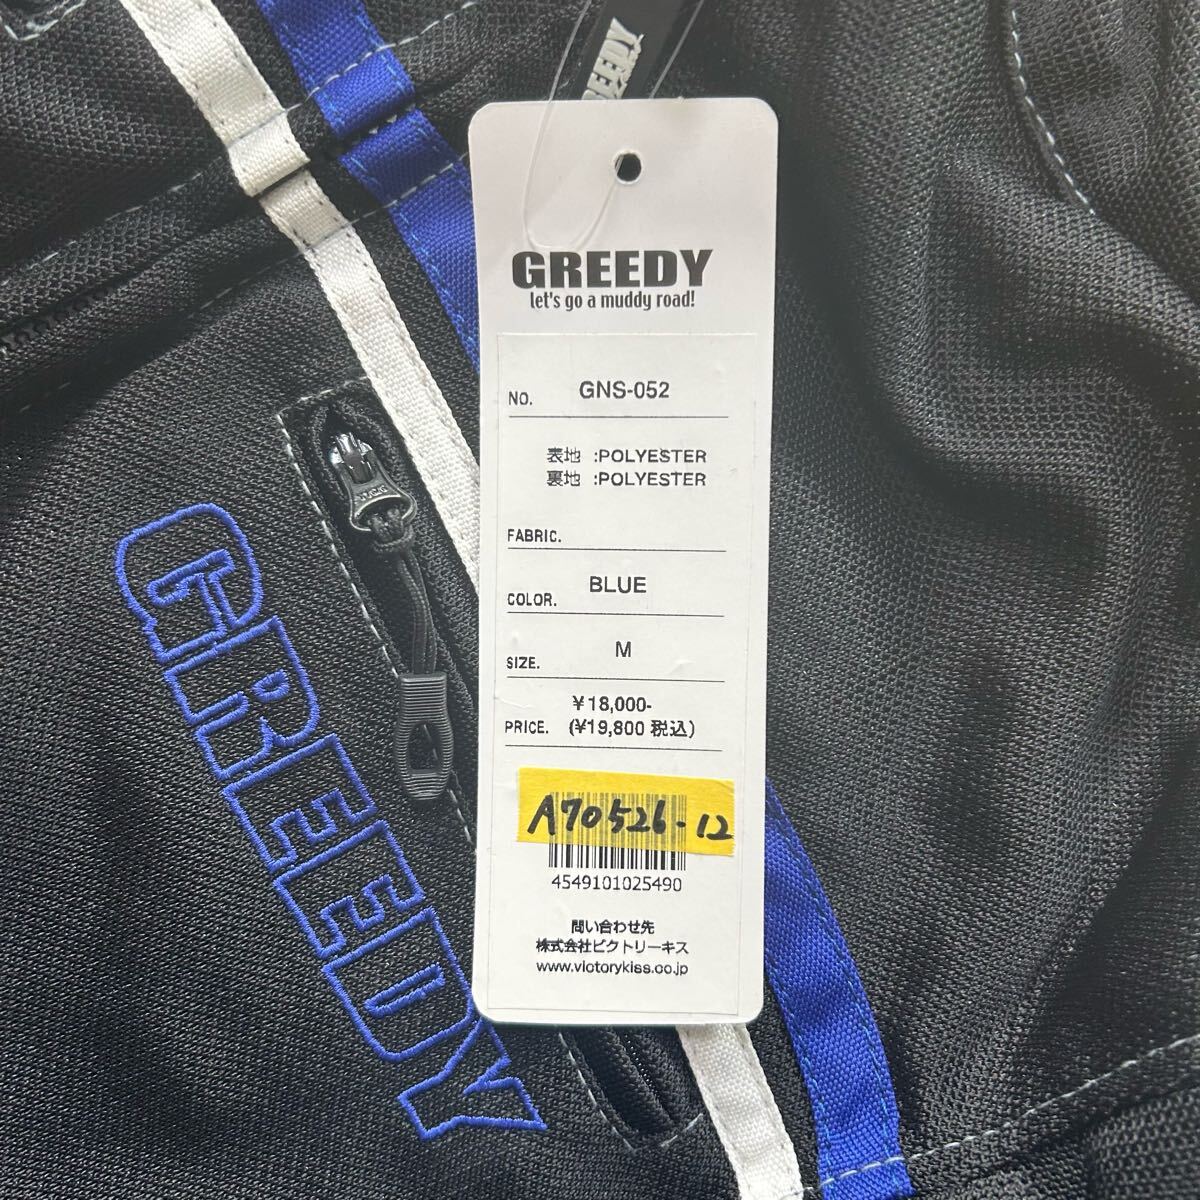 GREEDY
GREEDY
let's go a muddy road!
NO. GNS-052
表地 :POLYESTER
裏地 :POLYESTER
FABRIC.
COLOR. BLUE
SIZE. M
￥18,000-
PRICE. (¥19,800 税込)
A70526-12
4549101025490
問い合わせ先
株式会社ビクトリーキス
www.victorykiss.co.jp
GREEDY